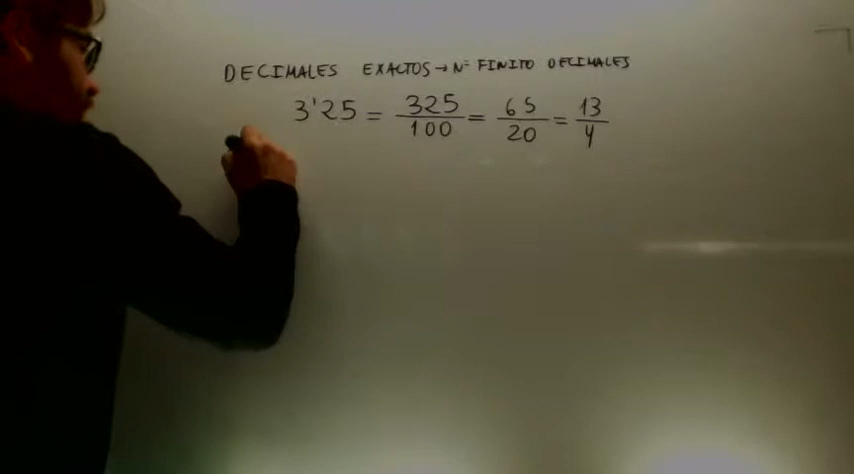 DECIMALES EXACTOS → Nº FINITO DECIMALES
3'25 = 325/100 = 65/20 = 13/4